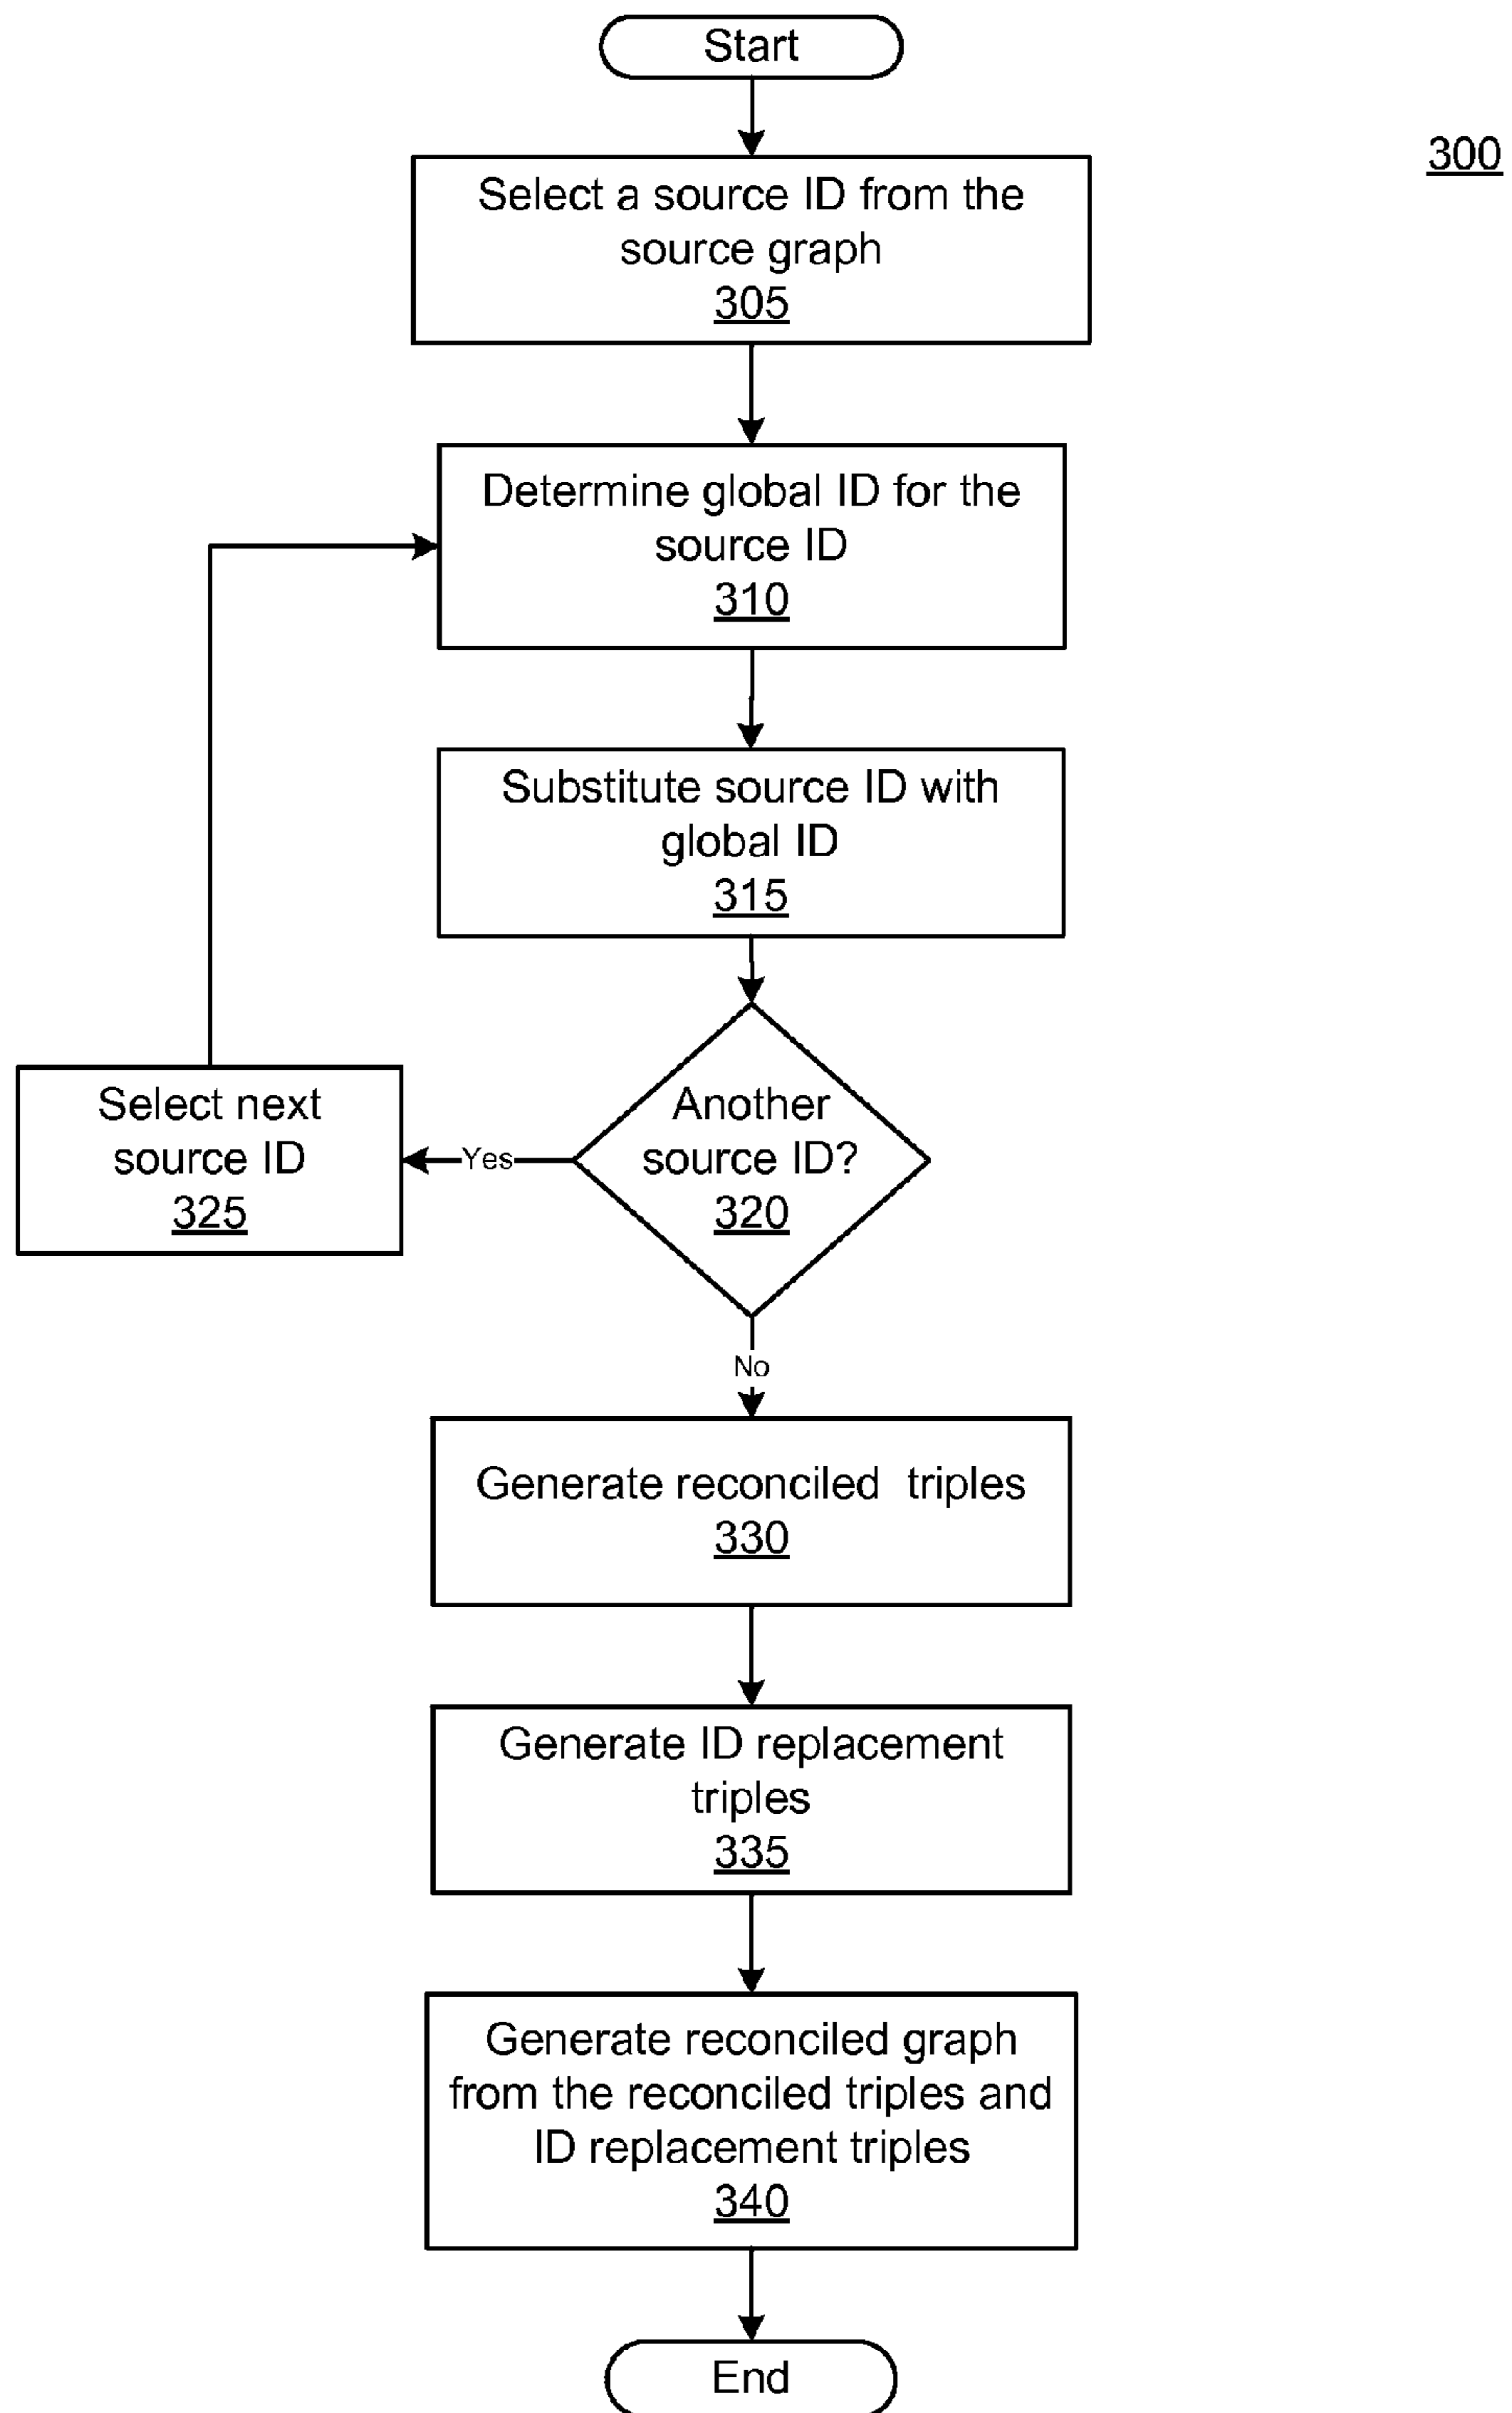 Start
300
Select a source ID from the
source graph
305
Determine global ID for the
source ID
310
Substitute source ID with
global ID
315
Another
source ID?
320
Yes
Select next
source ID
325
No
Generate reconciled triples
330
Generate ID replacement
triples
335
Generate reconciled graph
from the reconciled triples and
ID replacement triples
340
End